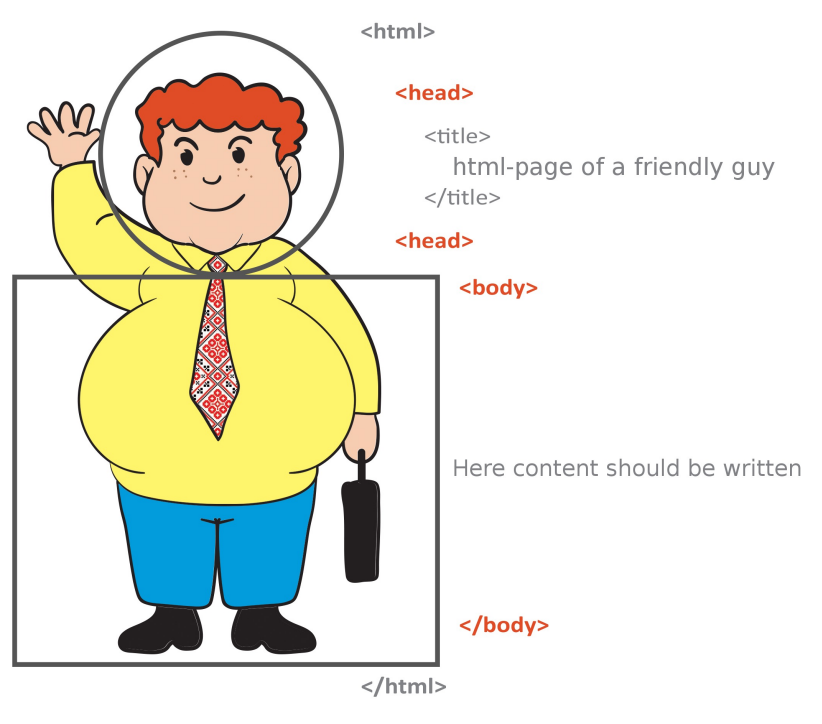 <html>
<head>
<title>
html-page of a friendly guy
</title>
<head>
<body>
Here content should be written
</body>
</html>